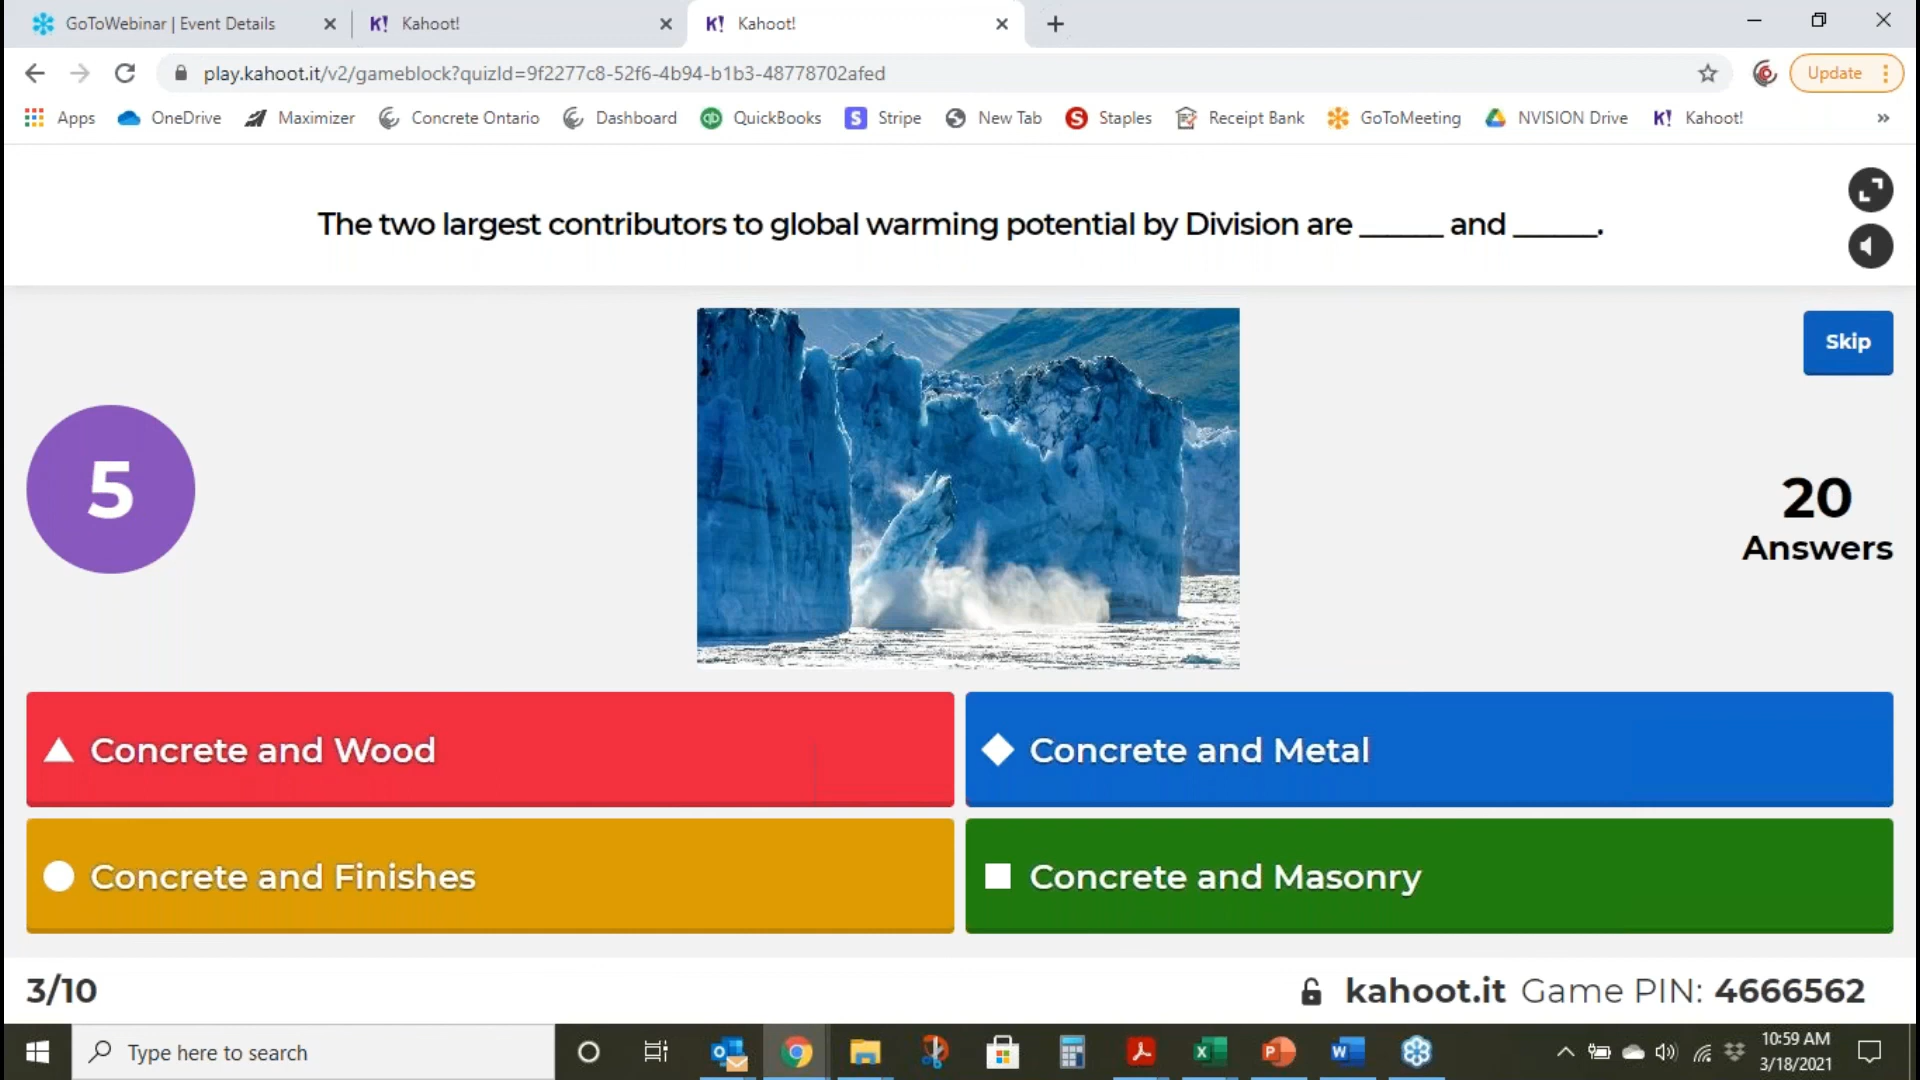 GoToWebinar | Event Details
K! Kahoot!
K! Kahoot!
play.kahoot.it/v2/gameblock?quizId=9f2277c8-52f6-4b94-b1b3-48778702afed
Update
Apps
OneDrive
Maximizer
Concrete Ontario
Dashboard
qb QuickBooks
S Stripe
New Tab
S Staples
Receipt Bank
GoToMeeting
NVISION Drive
K! Kahoot!
»
The two largest contributors to global warming potential by Division are _____ and _____.
Skip
5
20
Answers
Concrete and Wood
Concrete and Metal
Concrete and Finishes
Concrete and Masonry
3/10
kahoot.it Game PIN: 4666562
Type here to search
10:59 AM
3/18/2021